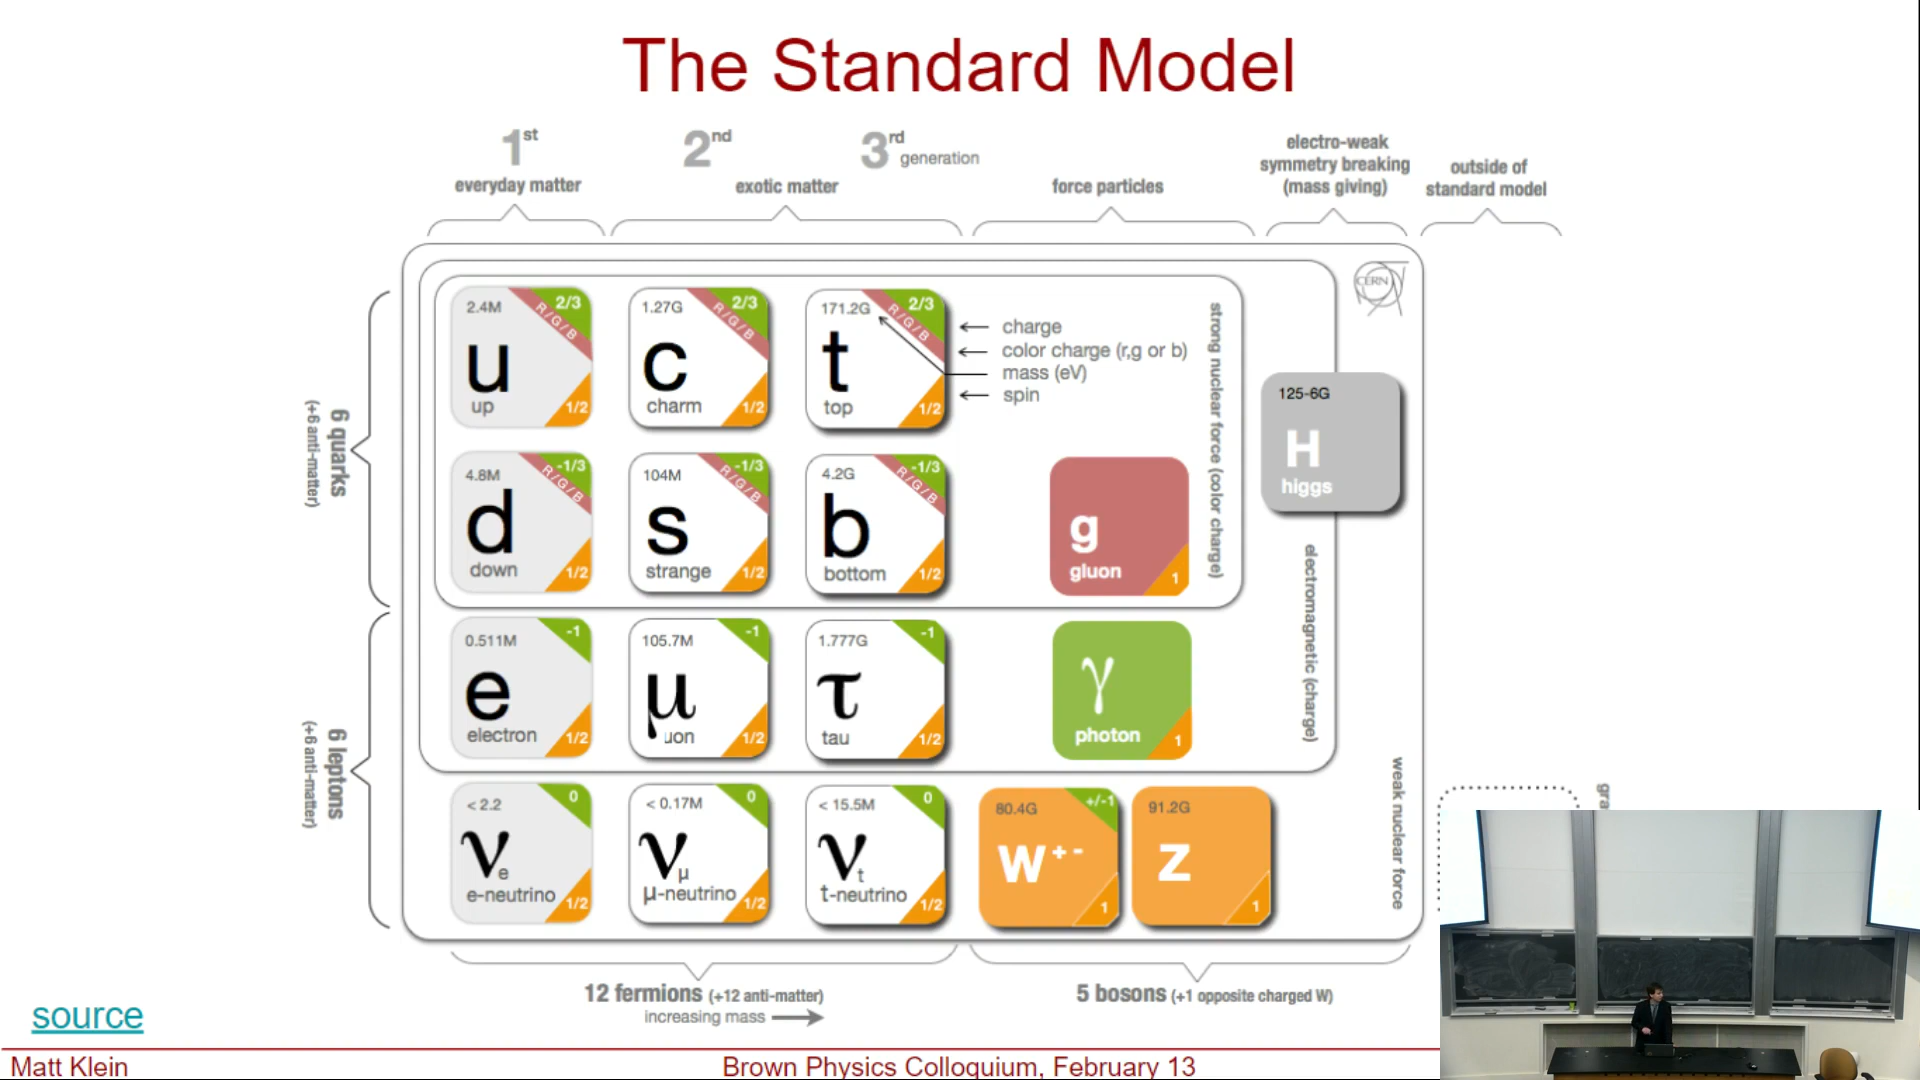 The Standard Model
1st
2nd
3rd generation
everyday matter
exotic matter
force particles
electro-weak
symmetry breaking
(mass giving)
outside of
standard model
6 quarks
(+6 anti-matter)
6 leptons
(+6 anti-matter)
2.4M
2/3
R/G/B
u
up
1/2
1.27G
2/3
R/G/B
c
charm
1/2
171.2G
2/3
R/G/B
t
top
1/2
charge
color charge (r,g or b)
mass (eV)
spin
4.8M
-1/3
R/G/B
d
down
1/2
104M
-1/3
R/G/B
s
strange
1/2
4.2G
-1/3
R/G/B
b
bottom
1/2
g
gluon
1
strong nuclear force (color charge)
CERN
125-6G
H
higgs
0.511M
-1
e
electron
1/2
105.7M
-1
μ
uon
1/2
1.777G
-1
τ
tau
1/2
γ
photon
1
electromagnetic (charge)
< 2.2
0
νe
e-neutrino
1/2
< 0.17M
0
νμ
μ-neutrino
1/2
< 15.5M
0
νt
t-neutrino
1/2
80.4G
+/-1
W+-
1
91.2G
Z
1
weak nuclear force
gra
12 fermions (+12 anti-matter)
increasing mass
5 bosons (+1 opposite charged W)
source
Matt Klein
Brown Physics Colloquium, February 13